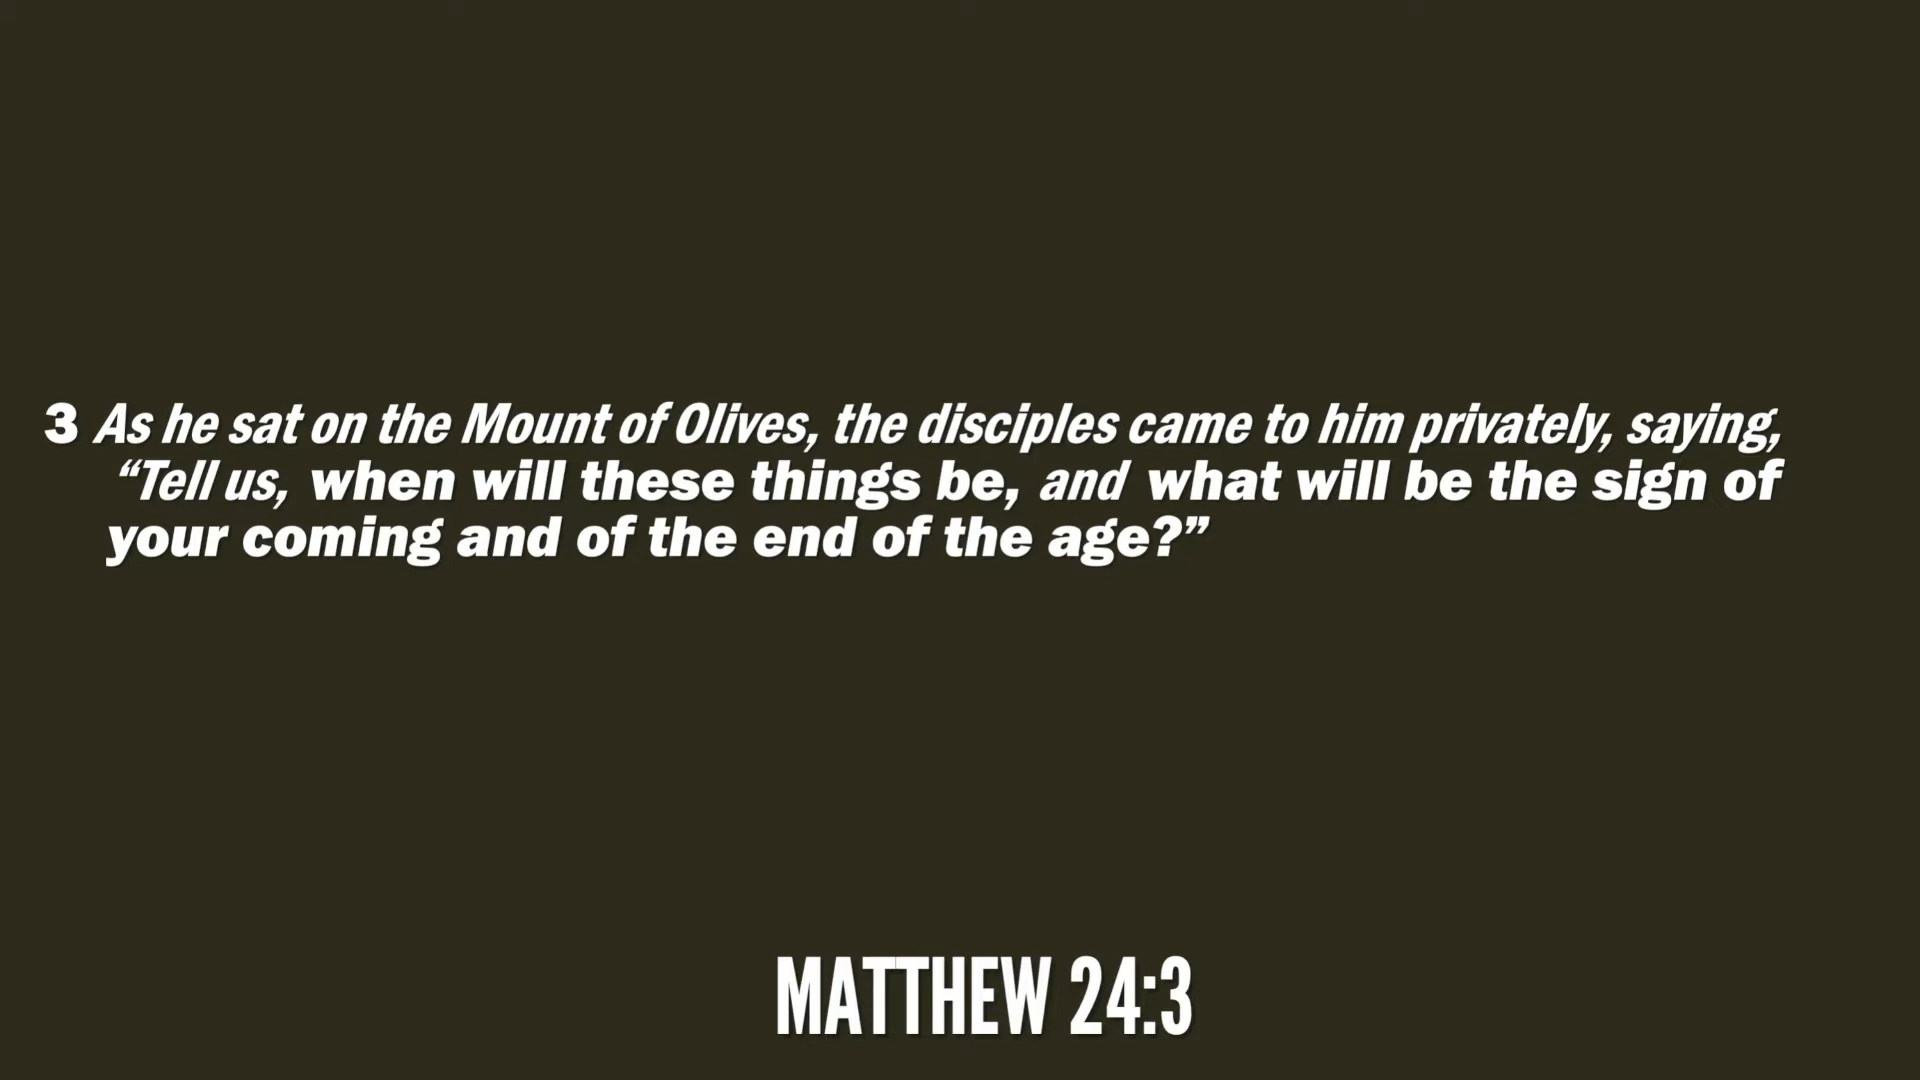 3 As he sat on the Mount of Olives, the disciples came to him privately, saying,
“Tell us, when will these things be, and what will be the sign of
your coming and of the end of the age?”
MATTHEW 24:3